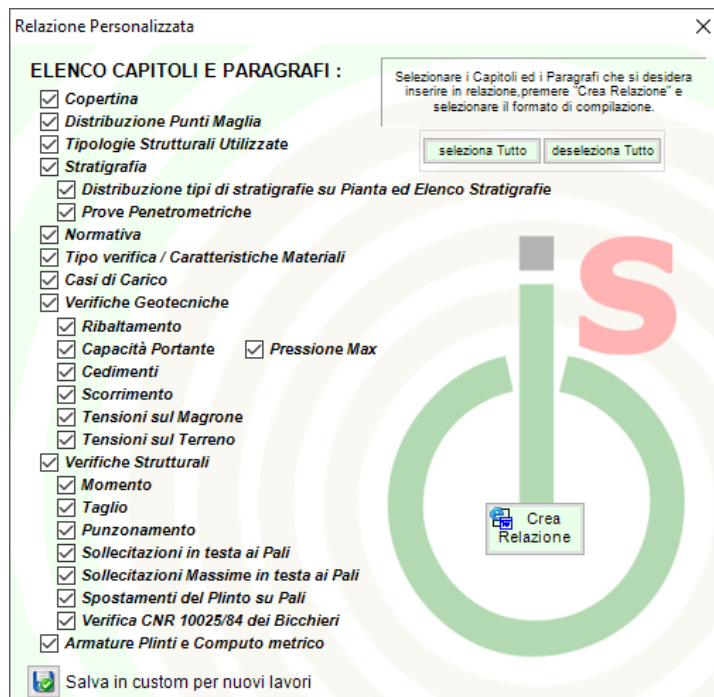 Relazione Personalizzata
ELENCO CAPITOLI E PARAGRAFI :
Selezionare i Capitoli ed i Paragrafi che si desidera
inserire in relazione,premere "Crea Relazione" e
selezionare il formato di compilazione.
seleziona Tutto deseleziona Tutto
Copertina
Distribuzione Punti Maglia
Tipologie Strutturali Utilizzate
Stratigrafia
Distribuzione tipi di stratigrafie su Pianta ed Elenco Stratigrafie
Prove Penetrometriche
Normativa
Tipo verifica / Caratteristiche Materiali
Casi di Carico
Verifiche Geotecniche
Ribaltamento
Capacità Portante Pressione Max
Cedimenti
Scorrimento
Tensioni sul Magrone
Tensioni sul Terreno
Verifiche Strutturali
Momento
Taglio
Punzonamento
Sollecitazioni in testa ai Pali
Sollecitazioni Massime in testa ai Pali
Spostamenti del Plinto su Pali
Verifica CNR 10025/84 dei Bicchieri
Armature Plinti e Computo metrico
is
Crea
Relazione
Salva in custom per nuovi lavori